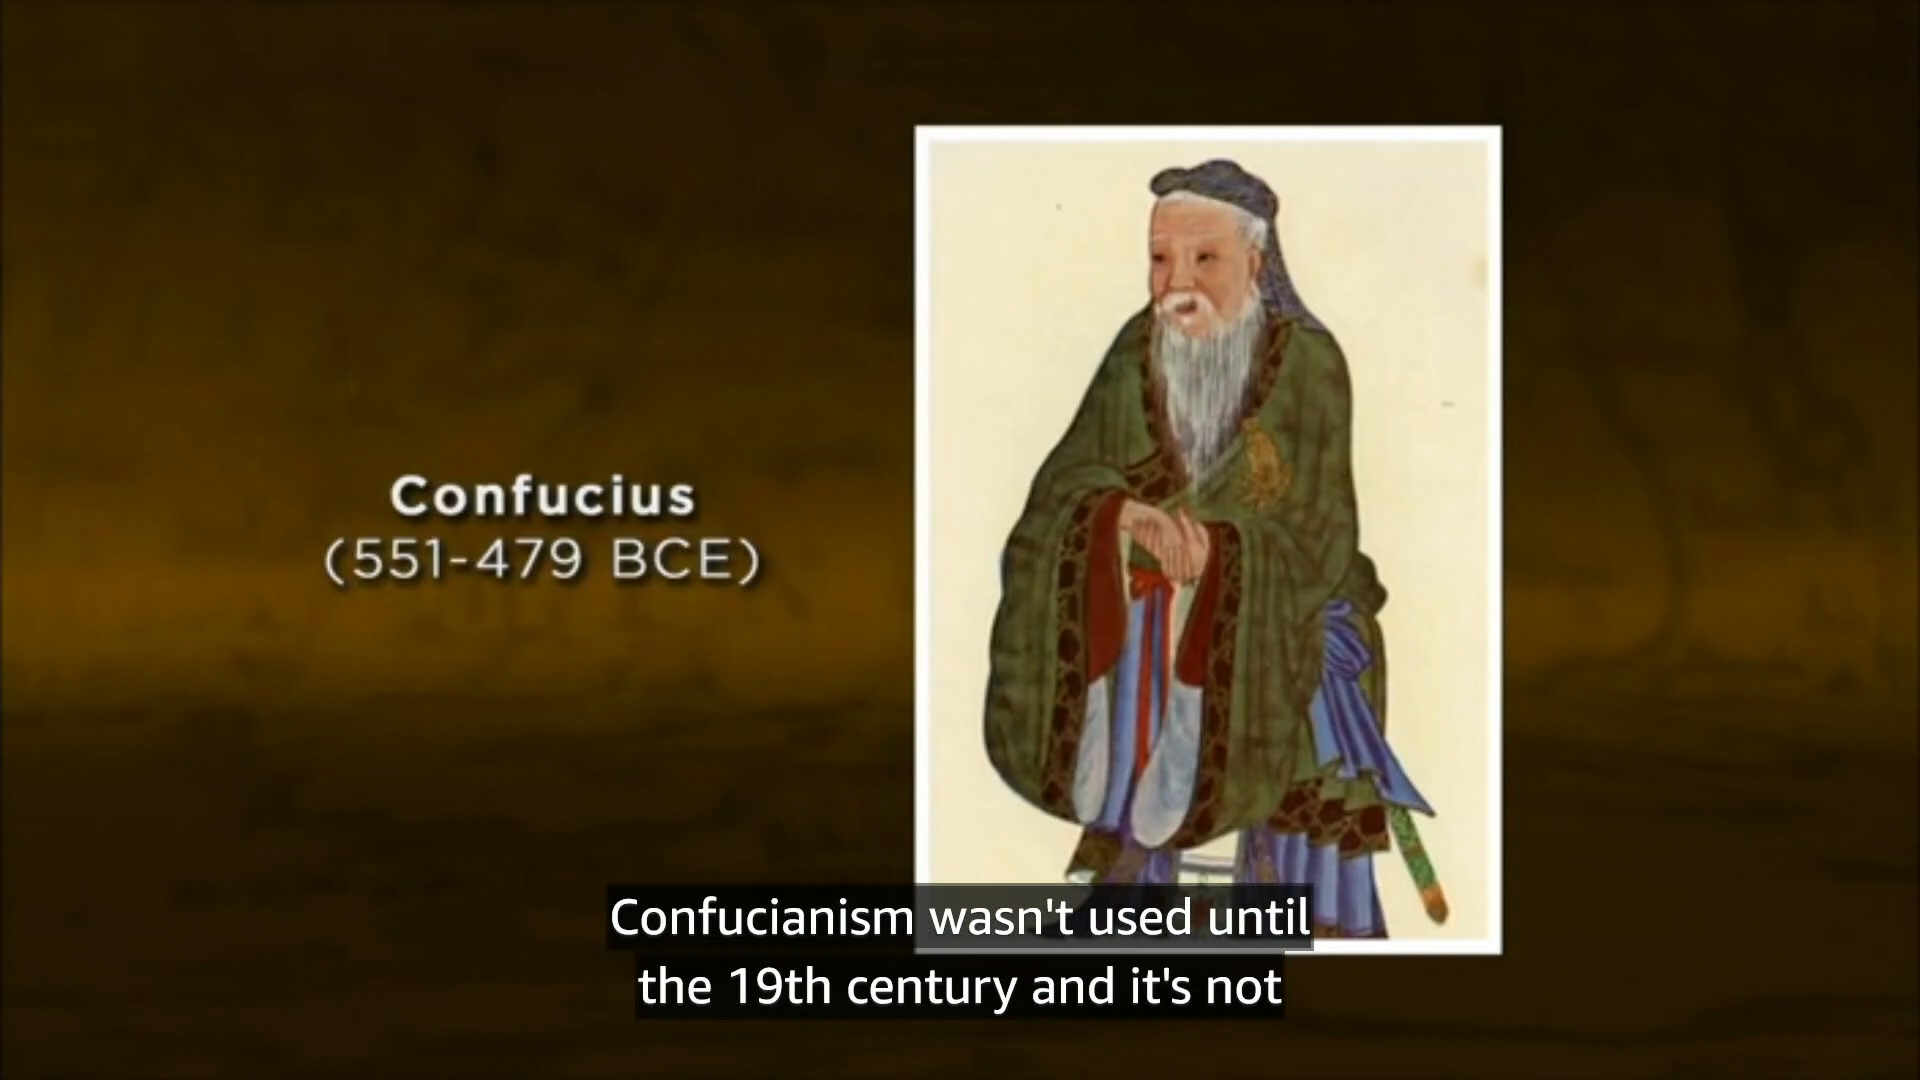 Confucius
(551-479 BCE)
Confucianism wasn't used until
the 19th century and it's not